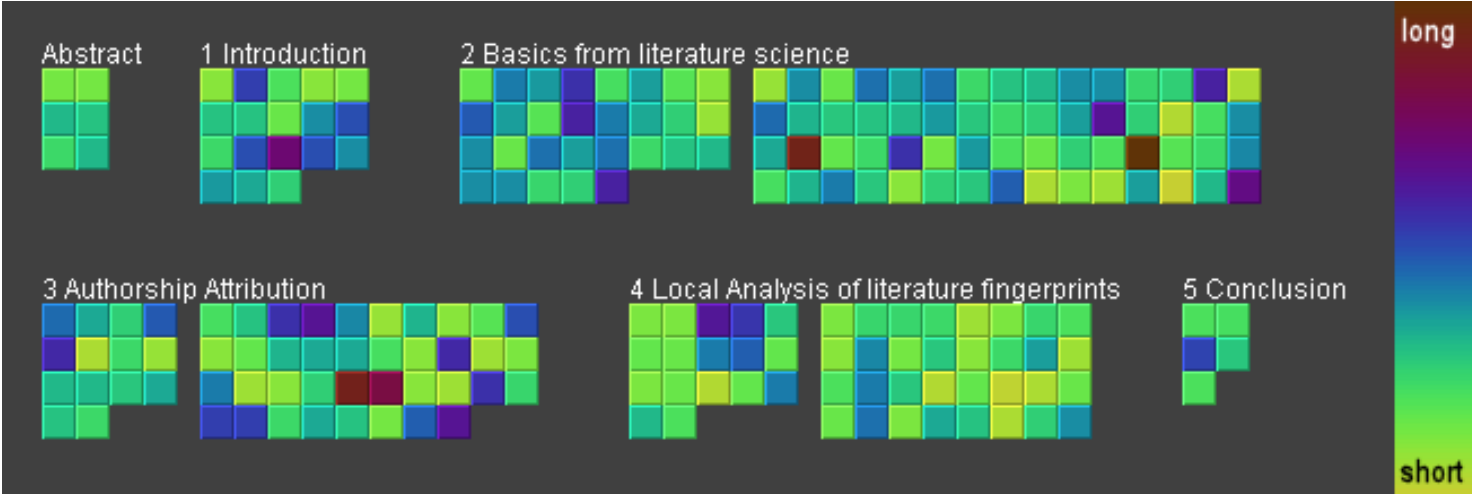 Abstract
1 Introduction
2 Basics from literature science
long
3 Authorship Attribution
4 Local Analysis of literature fingerprints
5 Conclusion
short